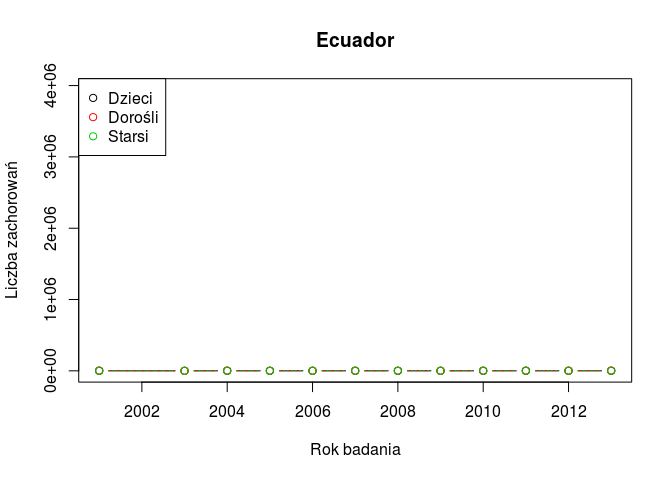 Ecuador
Liczba zachorowań
4e+06
3e+06
2e+06
1e+06
0e+00
Dzieci
Dorośli
Starsi
2002 2004 2006 2008 2010 2012
Rok badania